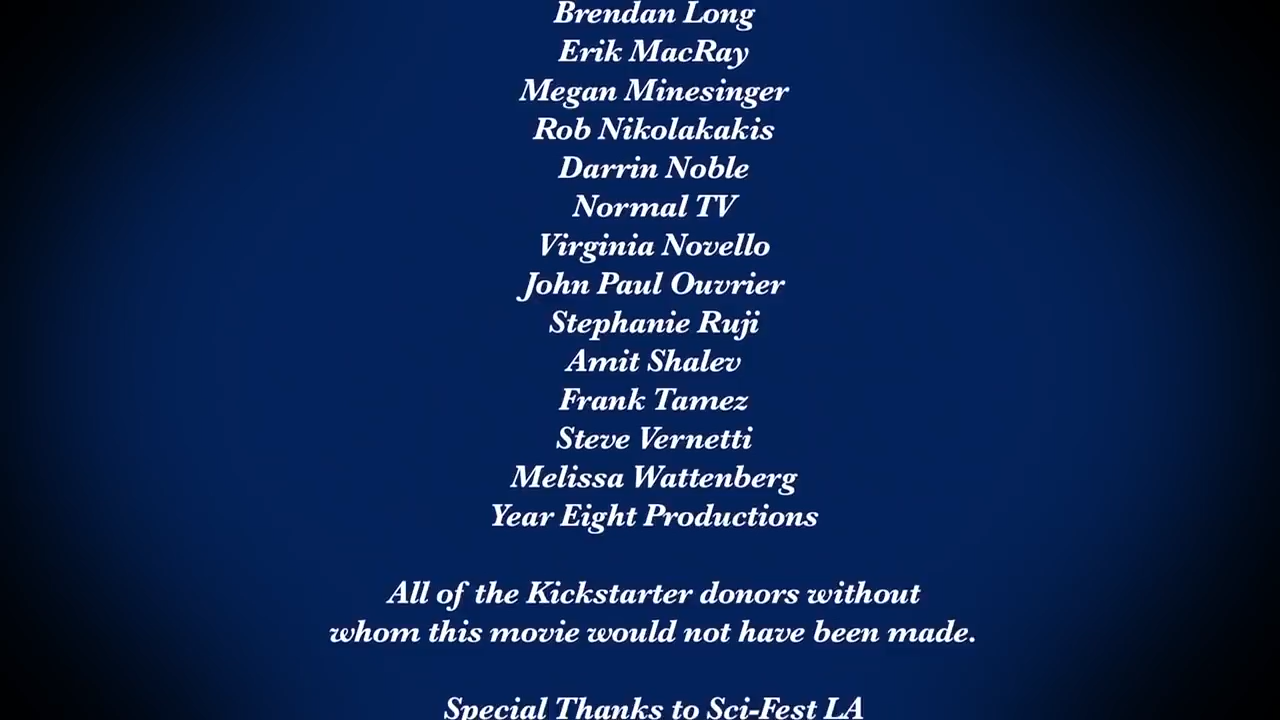 Brendan Long
Erik MacRay
Megan Minesinger
Rob Nikolakakis
Darrin Noble
Normal TV
Virginia Novello
John Paul Ouvrier
Stephanie Ruji
Amit Shalev
Frank Tamez
Steve Vernetti
Melissa Wattenberg
Year Eight Productions
All of the Kickstarter donors without
whom this movie would not have been made.
Special Thanks to Sci-Fest LA